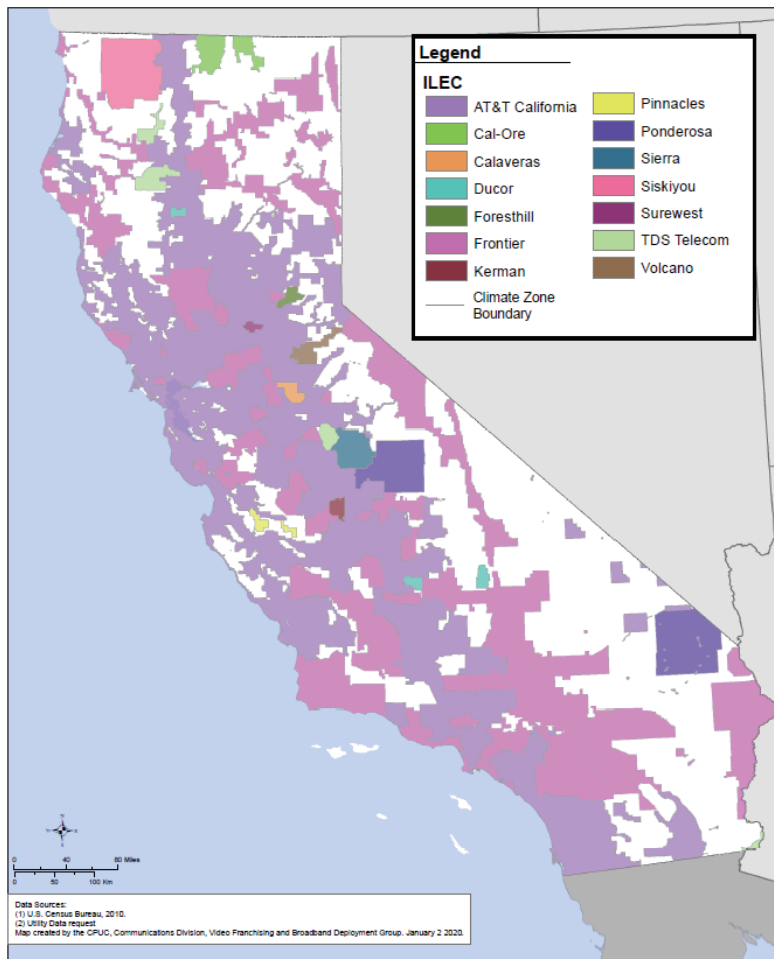 Legend
ILEC
AT&T California
Cal-Ore
Calaveras
Ducor
Foresthill
Frontier
Kerman
Climate Zone
Boundary
Pinnacles
Ponderosa
Sierra
Siskiyou
Surewest
TDS Telecom
Volcano
N
S
0 40 80 Miles
0 50 100 Km
Data Sources:
(1) U.S. Census Bureau, 2010.
(2) Utility Data request
Map created by the CPUC, Communications Division, Video Franchising and Broadband Deployment Group. January 2 2020.